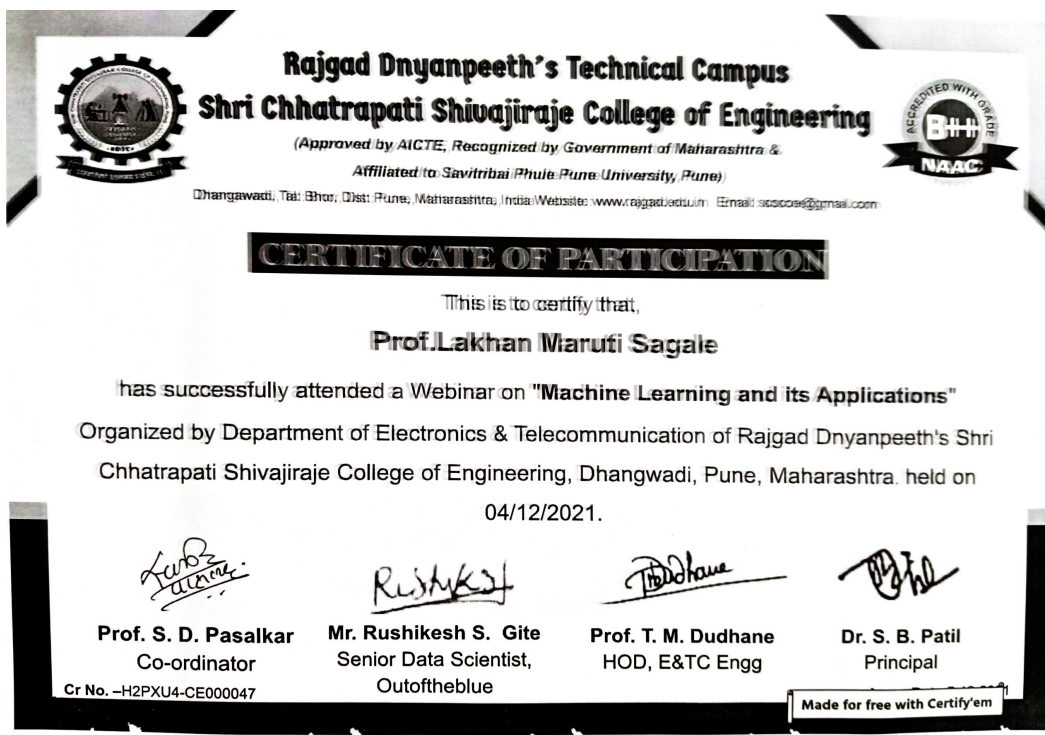 Rajgad Dnyanpeeth's Technical Campus
Shri Chhatrapati Shivajiraje College of Engineering
(Approved by AICTE, Recognized by Government of Maharashtra &
Affiliated to Savitribai Phule Pune University, Pune)
Dhangawadi, Tal: Bhor, Dist: Pune, Maharashtra, India Website: www.rajgad.edu.in Email: scscoe@gmail.com
ACCREDITED WITH GRADE
B++
NAAC
CERTIFICATE OF PARTICIPATION
This is to certify that,
Prof.Lakhan Maruti Sagale
has successfully attended a Webinar on "Machine Learning and its Applications"
Organized by Department of Electronics & Telecommunication of Rajgad Dnyanpeeth's Shri
Chhatrapati Shivajiraje College of Engineering, Dhangwadi, Pune, Maharashtra. held on
04/12/2021.
Prof. S. D. Pasalkar
Co-ordinator
Mr. Rushikesh S. Gite
Senior Data Scientist,
Outoftheblue
Prof. T. M. Dudhane
HOD, E&TC Engg
Dr. S. B. Patil
Principal
Cr No. –H2PXU4-CE000047
Made for free with Certify'em